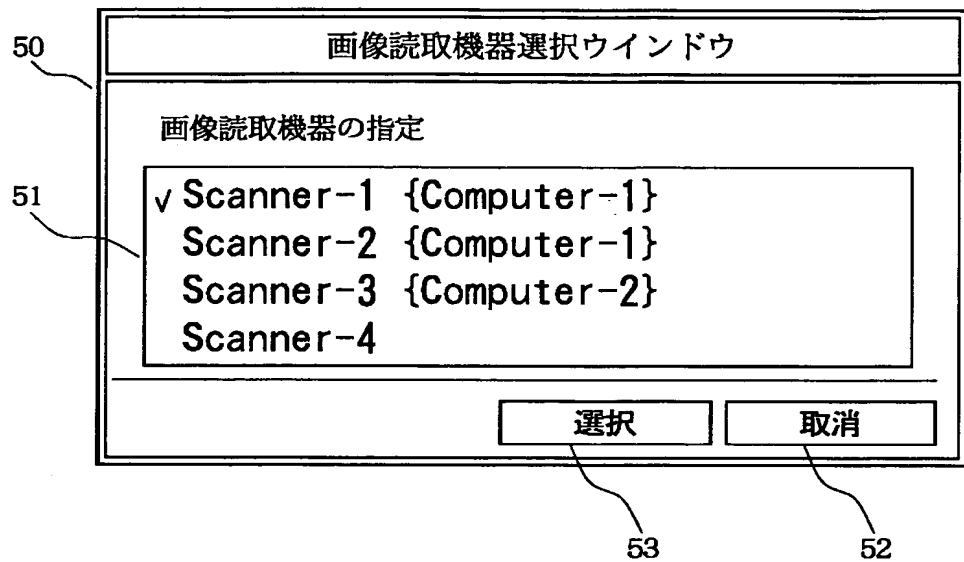 50
画像読取機器選択ウインドウ
画像読取機器の指定
51
✓ Scanner-1 {Computer-1}
Scanner-2 {Computer-1}
Scanner-3 {Computer-2}
Scanner-4
選択 取消
53 52